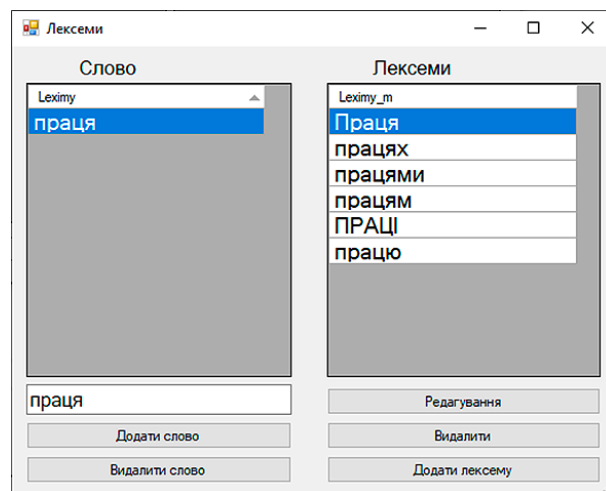 Лексеми
Слово
Лексеми
Leximy
Leximy_m
праця
Праця
працях
працями
працям
ПРАЦІ
працю
праця
Редагування
Додати слово
Видалити
Видалити слово
Додати лексему